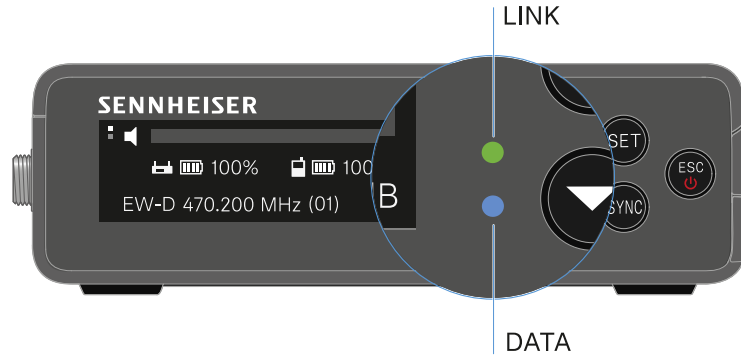 LINK
SENNHEISER
100% 100
EW-D 470.200 MHz (01) B
SET
SYNC
ESC
DATA